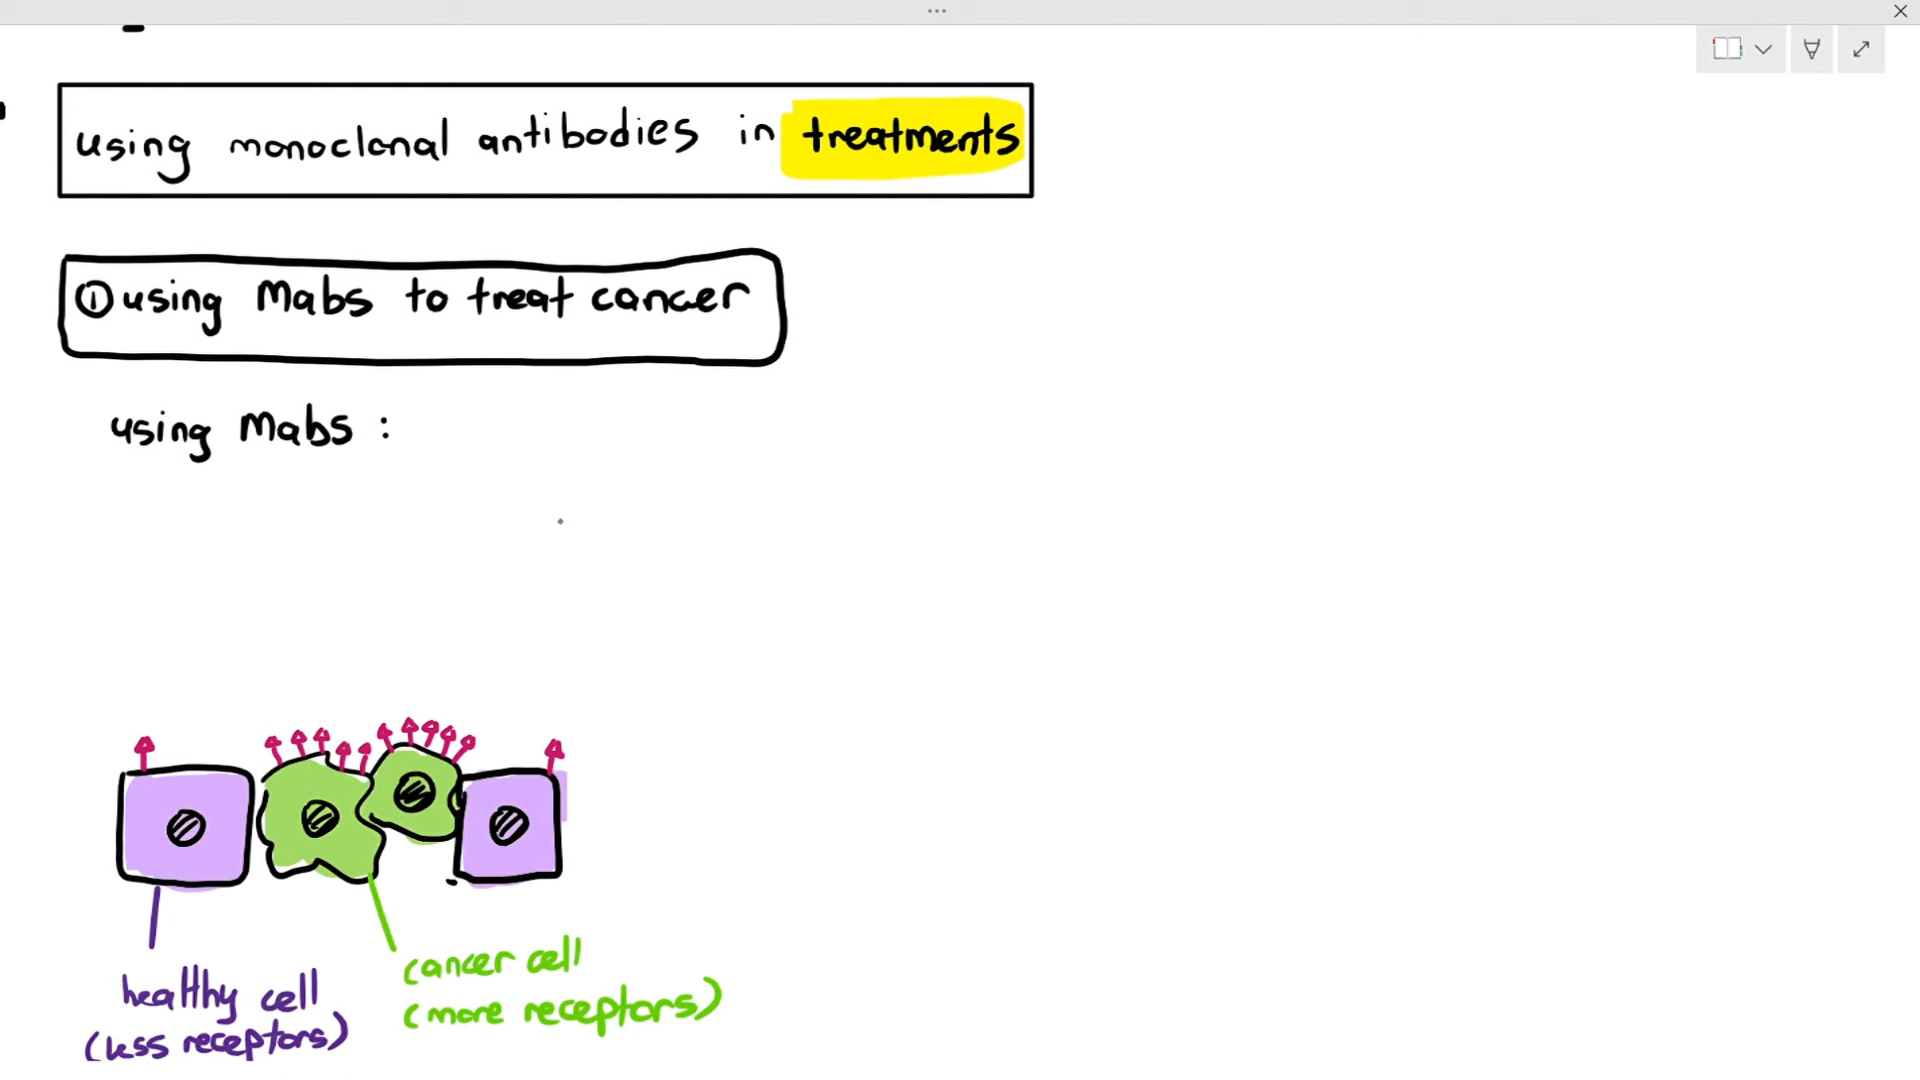 using monoclonal antibodies in treatments
① using Mabs to treat cancer
using Mabs :
healthy cell
(less receptors)
cancer cell
(more receptors)